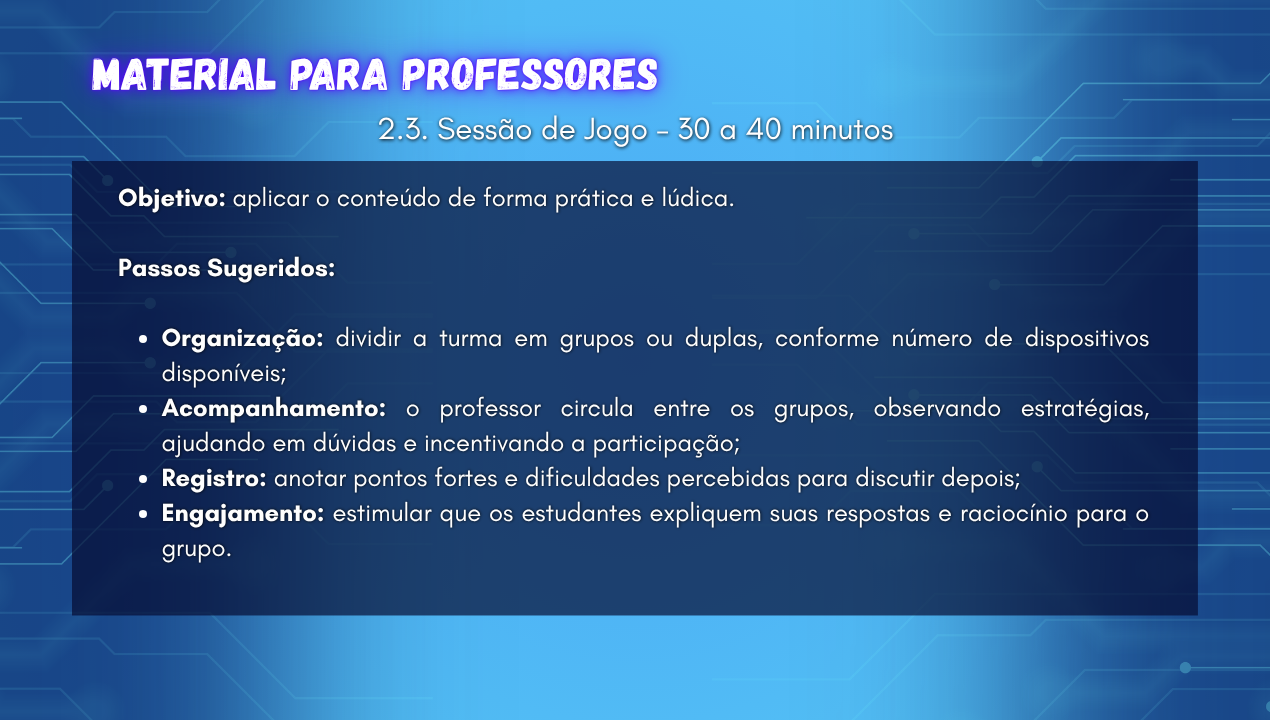 MATERIAL PARA PROFESSORES
2.3. Sessão de Jogo – 30 a 40 minutos
Objetivo: aplicar o conteúdo de forma prática e lúdica.
Passos Sugeridos:
• Organização: dividir a turma em grupos ou duplas, conforme número de dispositivos
disponíveis;
• Acompanhamento: o professor circula entre os grupos, observando estratégias,
ajudando em dúvidas e incentivando a participação;
• Registro: anotar pontos fortes e dificuldades percebidas para discutir depois;
• Engajamento: estimular que os estudantes expliquem suas respostas e raciocínio para o
grupo.